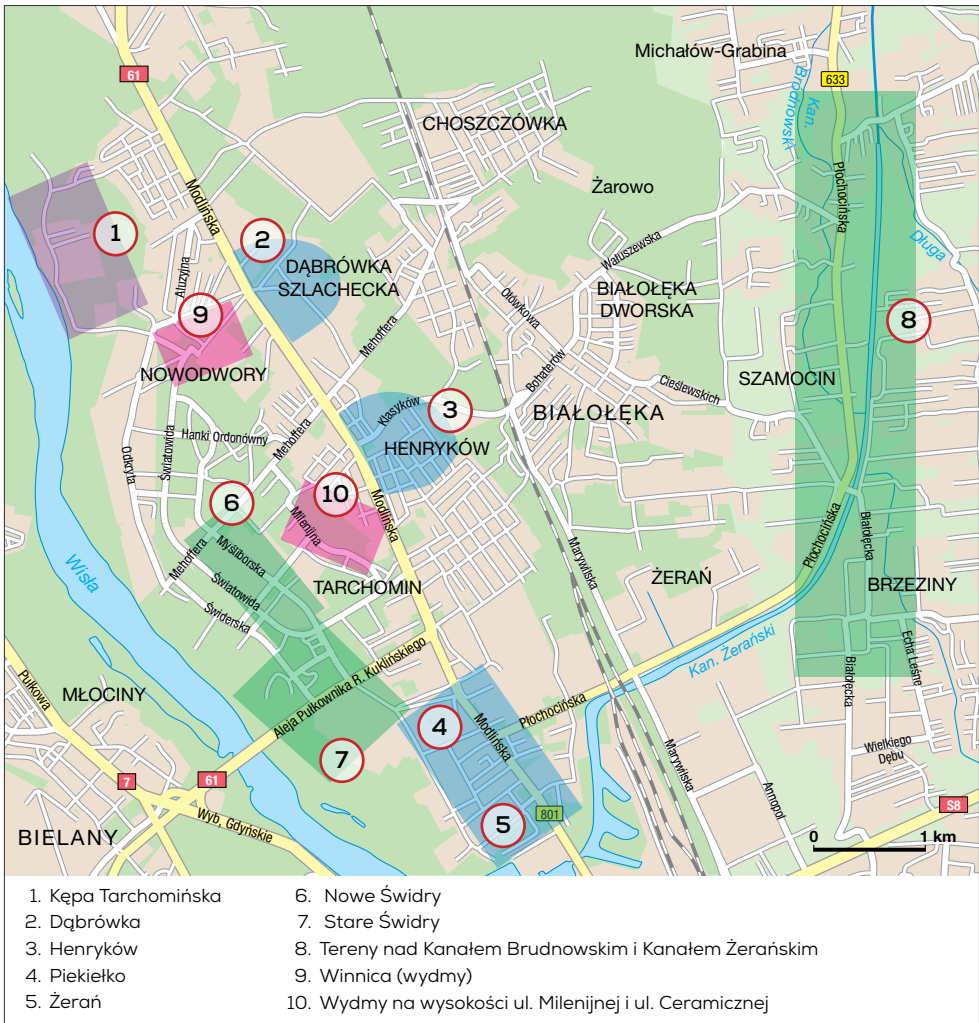 Michałów-Grabina
61
633
Kan. Brodnowski
CHOSZCZÓWKA
Żarowo
Modlińska
Płochocińska
1
2
DĄBRÓWKA
SZLACHECKA
Wałuszewska
Długa
Aluzyjna
9
Mehoffera
Ołówkowa
BIAŁOŁĘKA
DWORSKA
8
NOWODWORY
Bohaterów
Cieślewskich
SZAMOCIN
Klasyków
3
BIAŁOŁĘKA
HENRYKÓW
Hanki Ordonówny
Mehoffera
Odkryta
Światowida
6
10
Modlińska
Milenijna
Marywilska
Płochocińska
Białołęcka
Wisła
Mehoffera
Myśliborska
Światowida
Świderska
TARCHOMIN
ŻERAŃ
BRZEZINY
Kan. Żerański
Echa Leśne
Białołęcka
Pułkowa
MŁOCINY
Aleja Pułkownika R. Kuklińskiego
Płochocińska
4
Modlińska
7
Marywilska
Wielkiego
Dębu
7
61
Annopol
Wyb. Gdyńskie
5
801
S8
BIELANY
0 1 km
1. Kępa Tarchomińska
2. Dąbrówka
3. Henryków
4. Piekiełko
5. Żerań
6. Nowe Świdry
7. Stare Świdry
8. Tereny nad Kanałem Brudnowskim i Kanałem Żerańskim
9. Winnica (wydmy)
10. Wydmy na wysokości ul. Milenijnej i ul. Ceramicznej